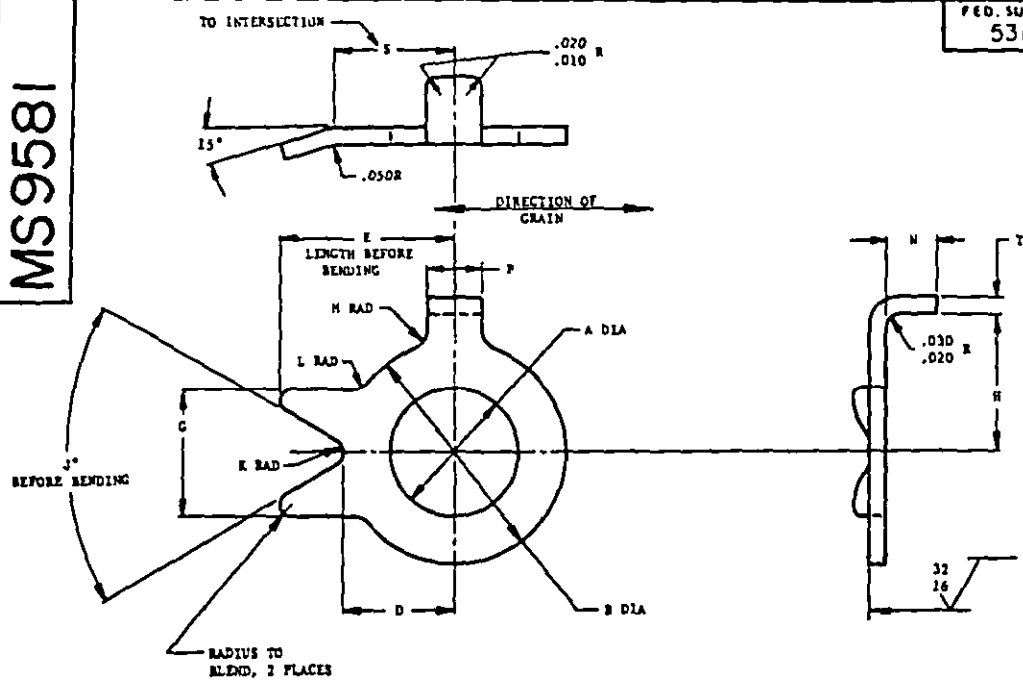 MS9581
TO INTERSECTION
S
.020
.010 R
FED. SU
53
15°
.050R
DIRECTION OF
GRAIN
E
LENGTH BEFORE
BENDING
P
N
T
M RAD
A DIA
L RAD
.030
.020 R
H
G
J°
BEFORE BENDING
K RAD
32
16
D
B DIA
RADIUS TO
BLEND, 2 PLACES